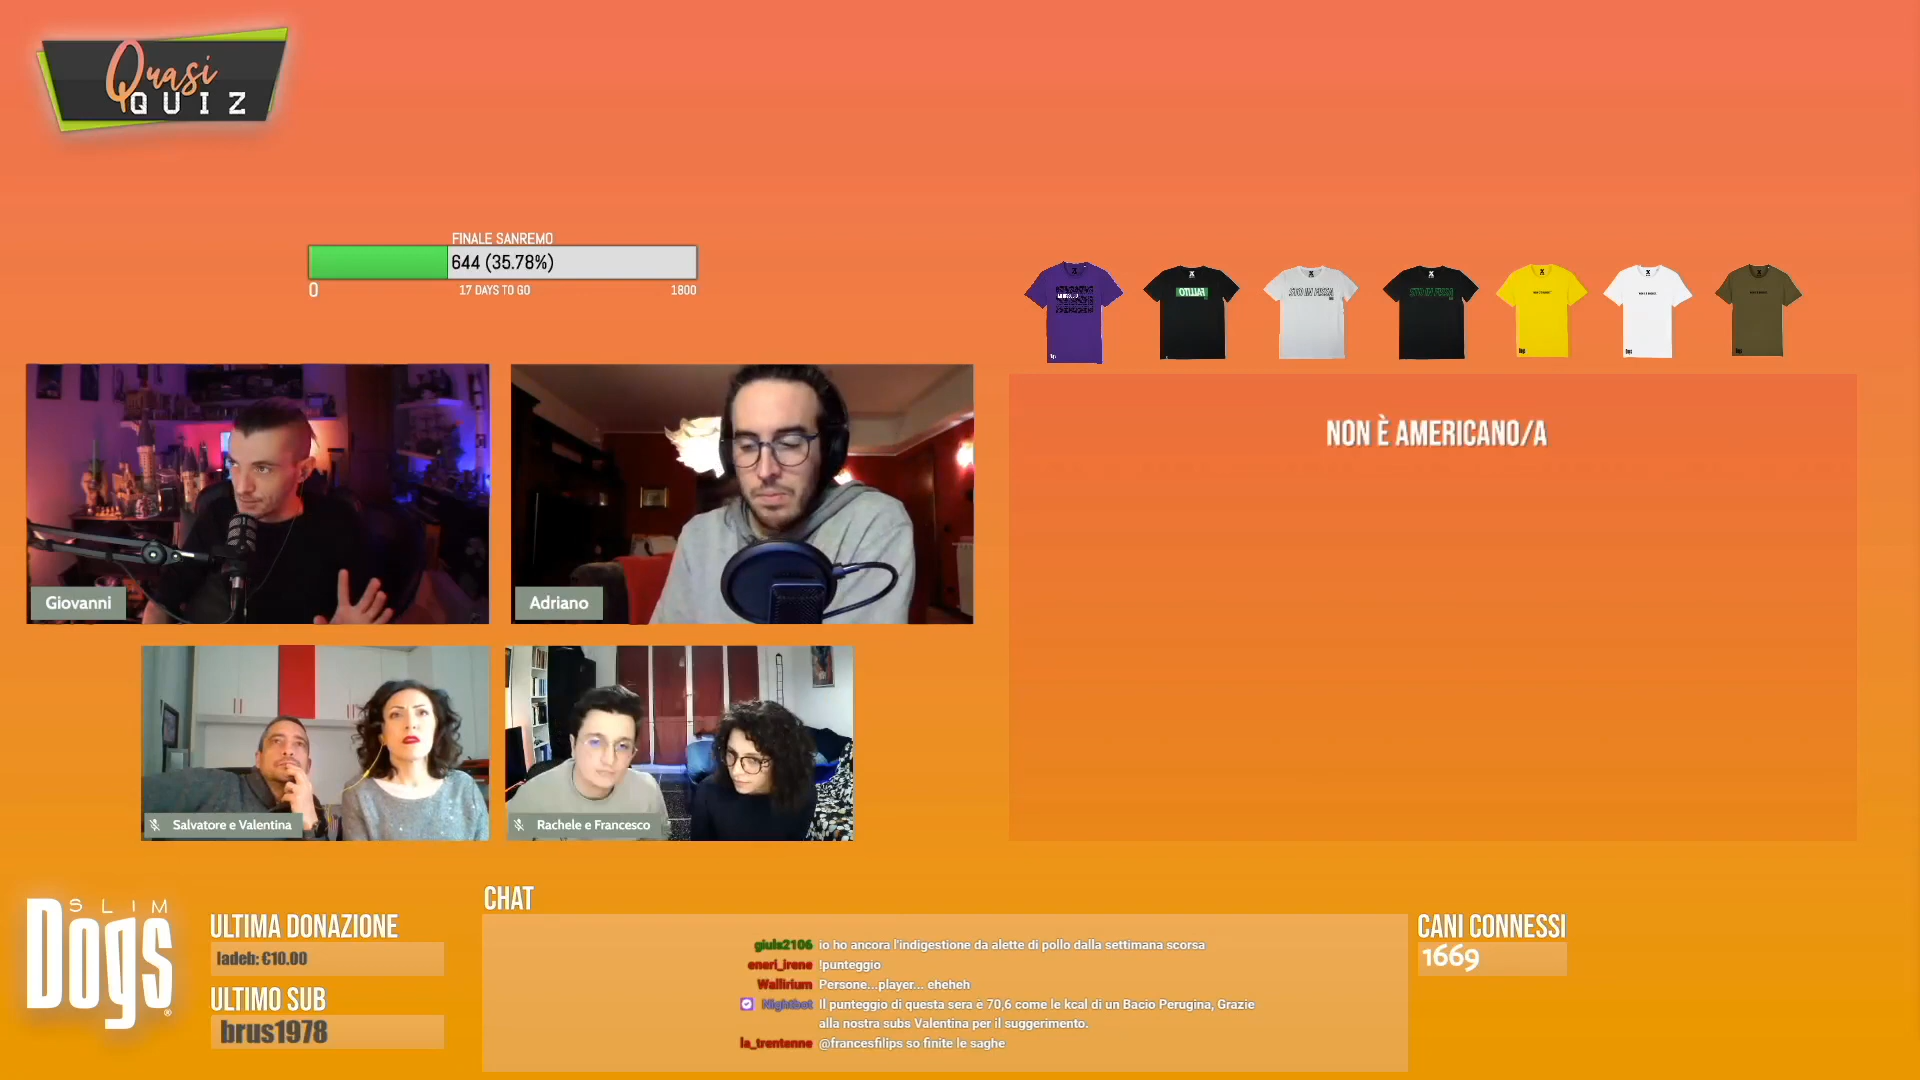 Quasi
QUIZ
FINALE SANREMO
644 (35.78%)
0
17 DAYS TO GO
1800
NON È AMERICANO/A
Giovanni
Adriano
Salvatore e Valentina
Rachele e Francesco
SLIM
Dogs®
ULTIMA DONAZIONE
ladeb: €10.00
ULTIMO SUB
brus1978
CHAT
giuls2106 io ho ancora l'indigestione da alette di pollo dalla settimana scorsa
eneri_irene !punteggio
Wallirium Persone...player... eheheh
Nightbot Il punteggio di questa sera è 70,6 come le kcal di un Bacio Perugina, Grazie
alla nostra subs Valentina per il suggerimento.
la_trentenne @francesfilips so finite le saghe
CANI CONNESSI
1669